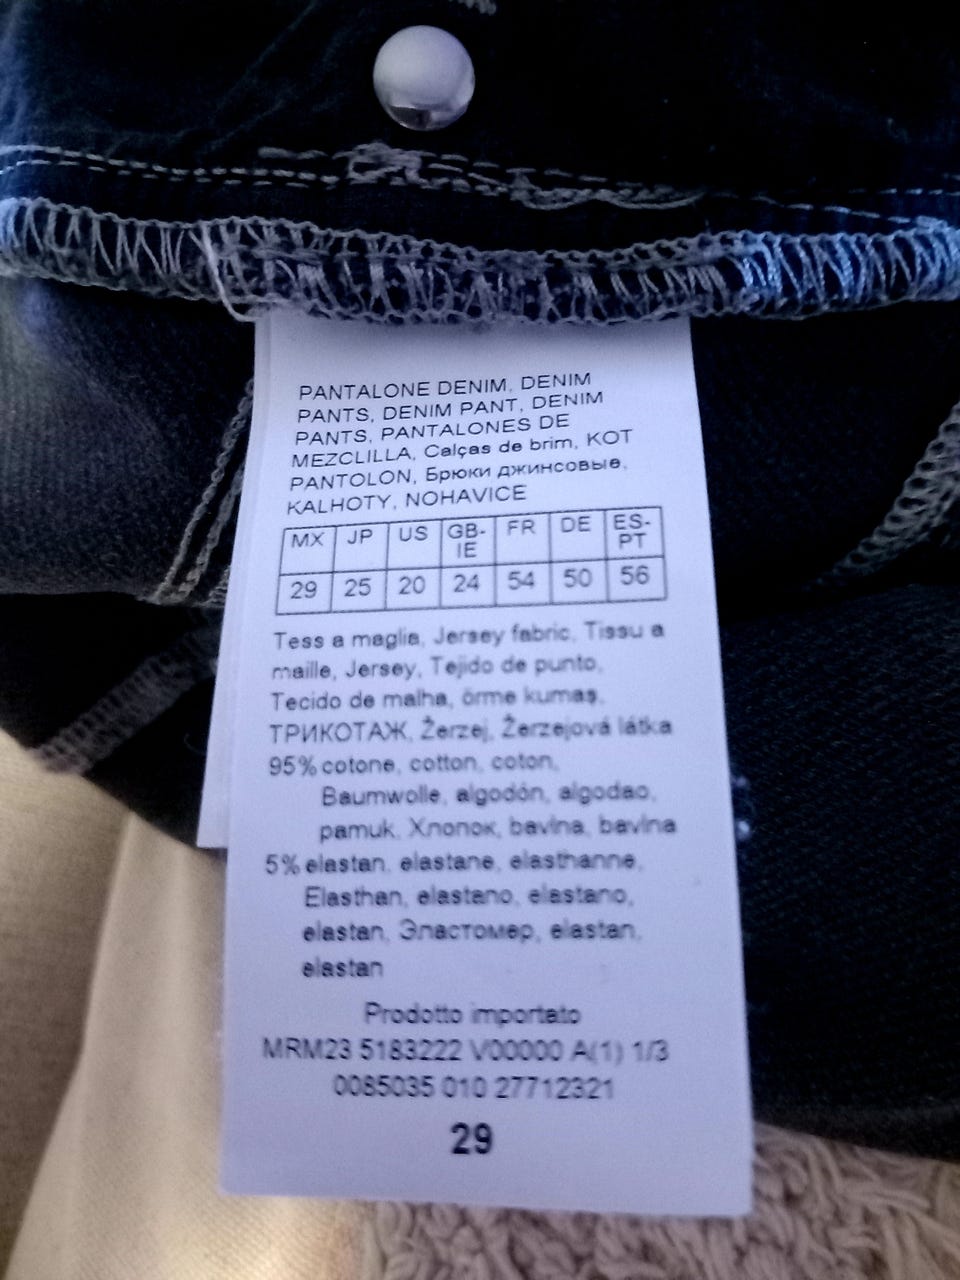 PANTALONE DENIM, DENIM
PANTS, DENIM PANT, DENIM
PANTS, PANTALONES DE
MEZCLILLA, Calças de brim, KOT
PANTOLON, Брюки джинсовые,
KALHOTY, NOHAVICE
MX JP US GB-IE FR DE ES-PT
29 25 20 24 54 50 56
Tess a maglia, Jersey fabric, Tissu a
maille, Jersey, Tejido de punto,
Tecido de malha, örme kumaş,
ТРИКОТАЖ, Žerzej, Žerzejová látka
95% cotone, cotton, coton,
Baumwolle, algodón, algodao,
pamuk, Хлопок, bavlna, bavlna
5% elastan, elastane, elasthanne,
Elasthan, elastano, elastano,
elastan, Эластомер, elastan,
elastan
Prodotto importato
MRM23 5183222 V00000 A(1) 1/3
0085035 010 27712321
29